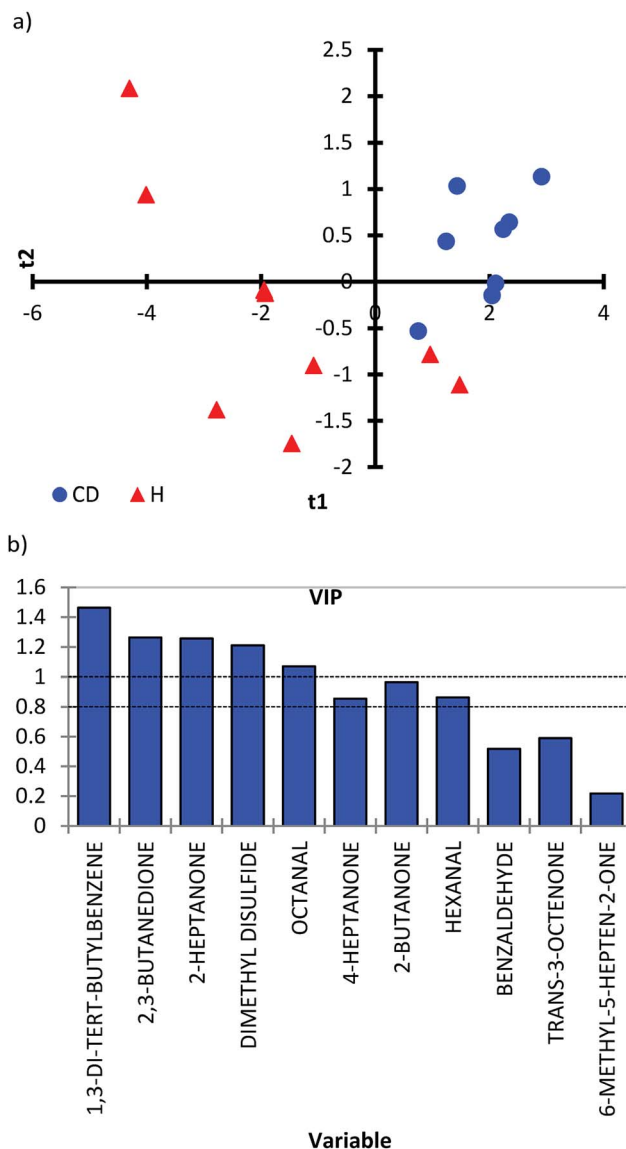 a)
2.5
2
1.5
1
0.5
t2
0
-6
-4
-2
0
2
4
-0.5
-1
-1.5
CD
H
-2
t1
b)
1.6
VIP
1.4
1.2
1
0.8
0.6
0.4
0.2
0
1,3-DI-TERT-BUTYLBENZENE
2,3-BUTANEDIONE
2-HEPTANONE
DIMETHYL DISULFIDE
OCTANAL
4-HEPTANONE
2-BUTANONE
HEXANAL
BENZALDEHYDE
TRANS-3-OCTENONE
6-METHYL-5-HEPTEN-2-ONE
Variable